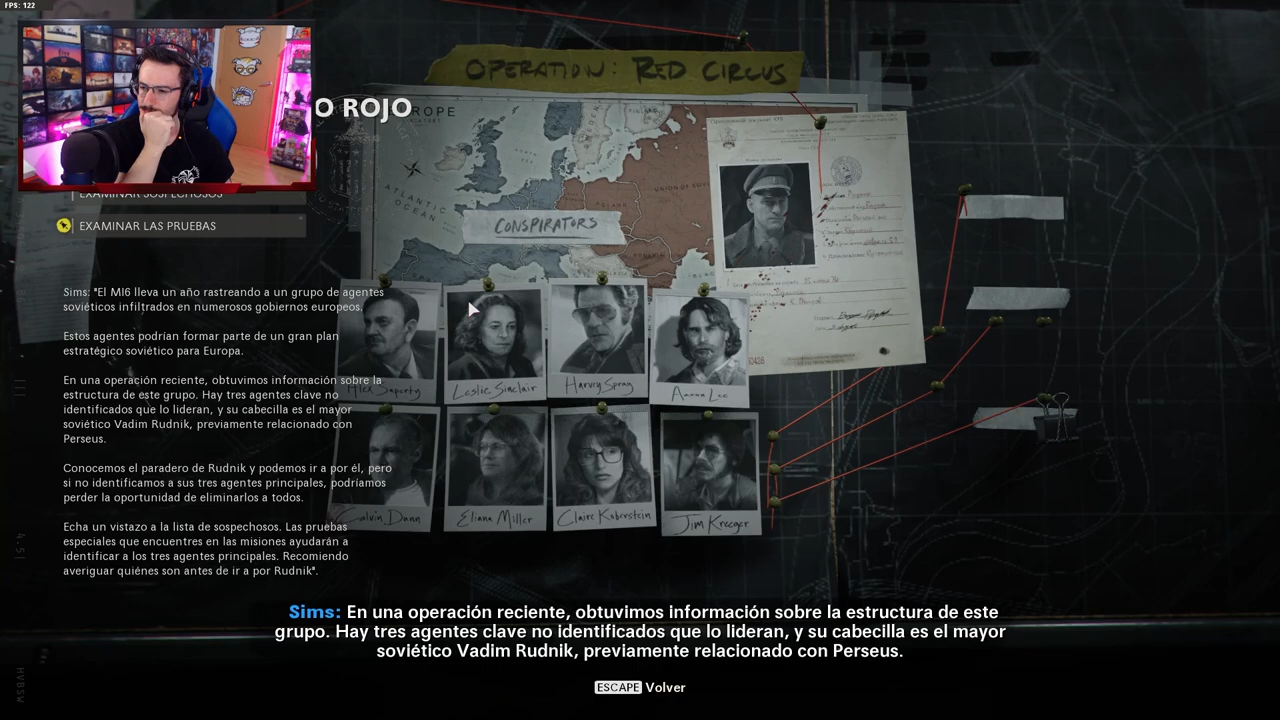 FPS: 122
OPERATION: RED CIRCUS
O ROJO
ROPE
ATLANTIC
OCEAN
CONSPIRATORS
EXAMINAR SOSPECHOSOS
EXAMINAR LAS PRUEBAS
Sims: "El MI6 lleva un año rastreando a un grupo de agentes
soviéticos infiltrados en numerosos gobiernos europeos.
Estos agentes podrían formar parte de un gran plan
estratégico soviético para Europa.
En una operación reciente, obtuvimos información sobre la
estructura de este grupo. Hay tres agentes clave no
identificados que lo lideran, y su cabecilla es el mayor
soviético Vadim Rudnik, previamente relacionado con
Perseus.
Conocemos el paradero de Rudnik y podemos ir a por él, pero
si no identificamos a sus tres agentes principales, podríamos
perder la oportunidad de eliminarlos a todos.
Echa un vistazo a la lista de sospechosos. Las pruebas
especiales que encuentres en las misiones ayudarán a
identificar a los tres agentes principales. Recomiendo
averiguar quiénes son antes de ir a por Rudnik".
Leslie Sinclair
Harvey Spray
Aaron Lee
Calvin Dunn
Eliana Miller
Claire Koberstein
Jim Krieger
Sims: En una operación reciente, obtuvimos información sobre la estructura de este
grupo. Hay tres agentes clave no identificados que lo lideran, y su cabecilla es el mayor
soviético Vadim Rudnik, previamente relacionado con Perseus.
ESCAPE Volver